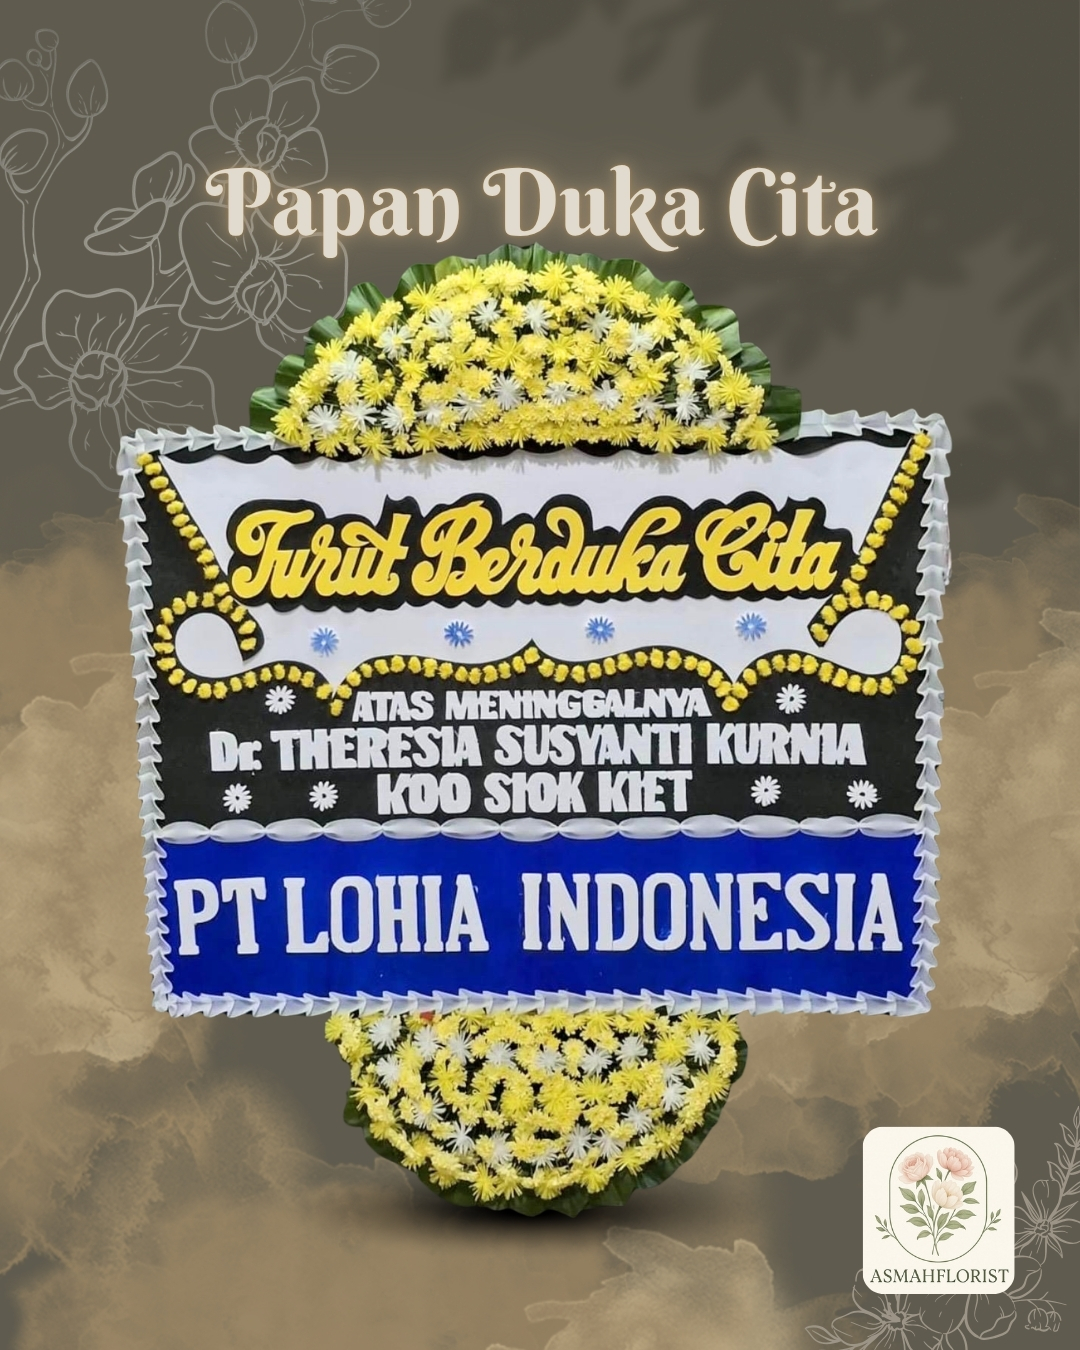 Papan Duka Cita
Turut Berduka Cita
ATAS MENINGGALNYA
Dr. THERESIA SUSYANTI KURNIA
KOO SIOK KIET
PT LOHIA INDONESIA
ASMAHFLORIST